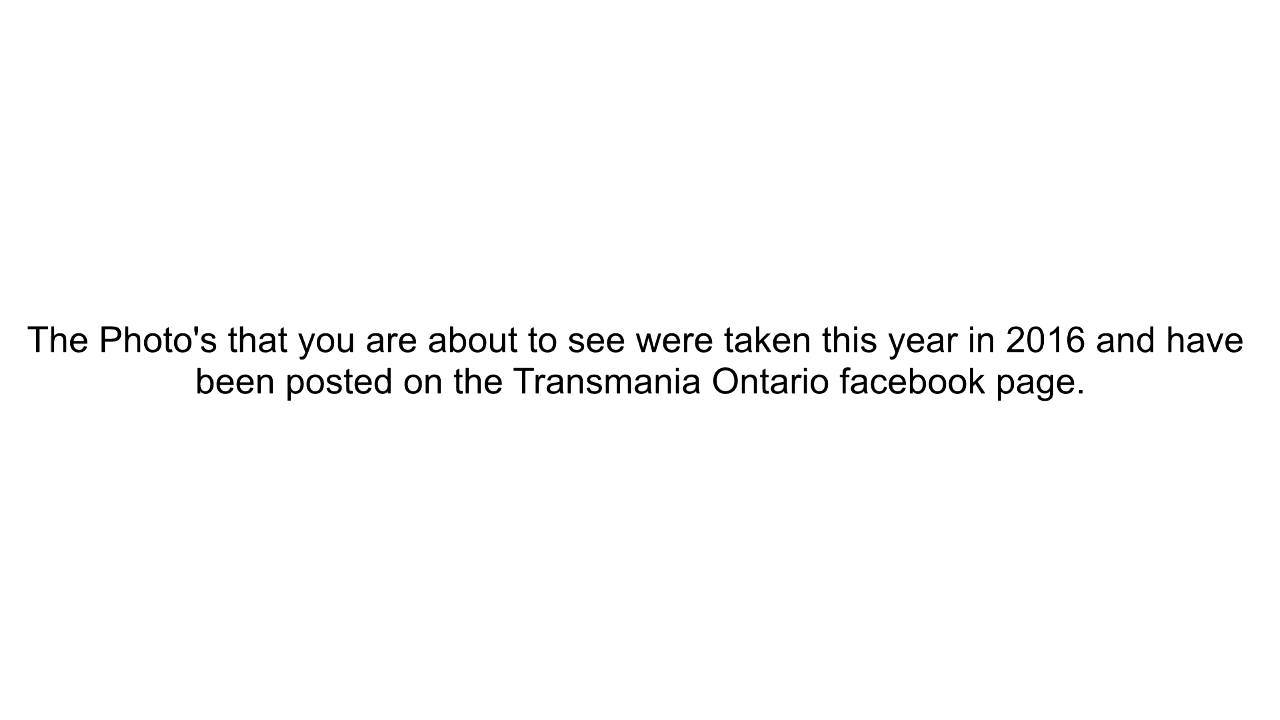 The Photo's that you are about to see were taken this year in 2016 and have
been posted on the Transmania Ontario facebook page.